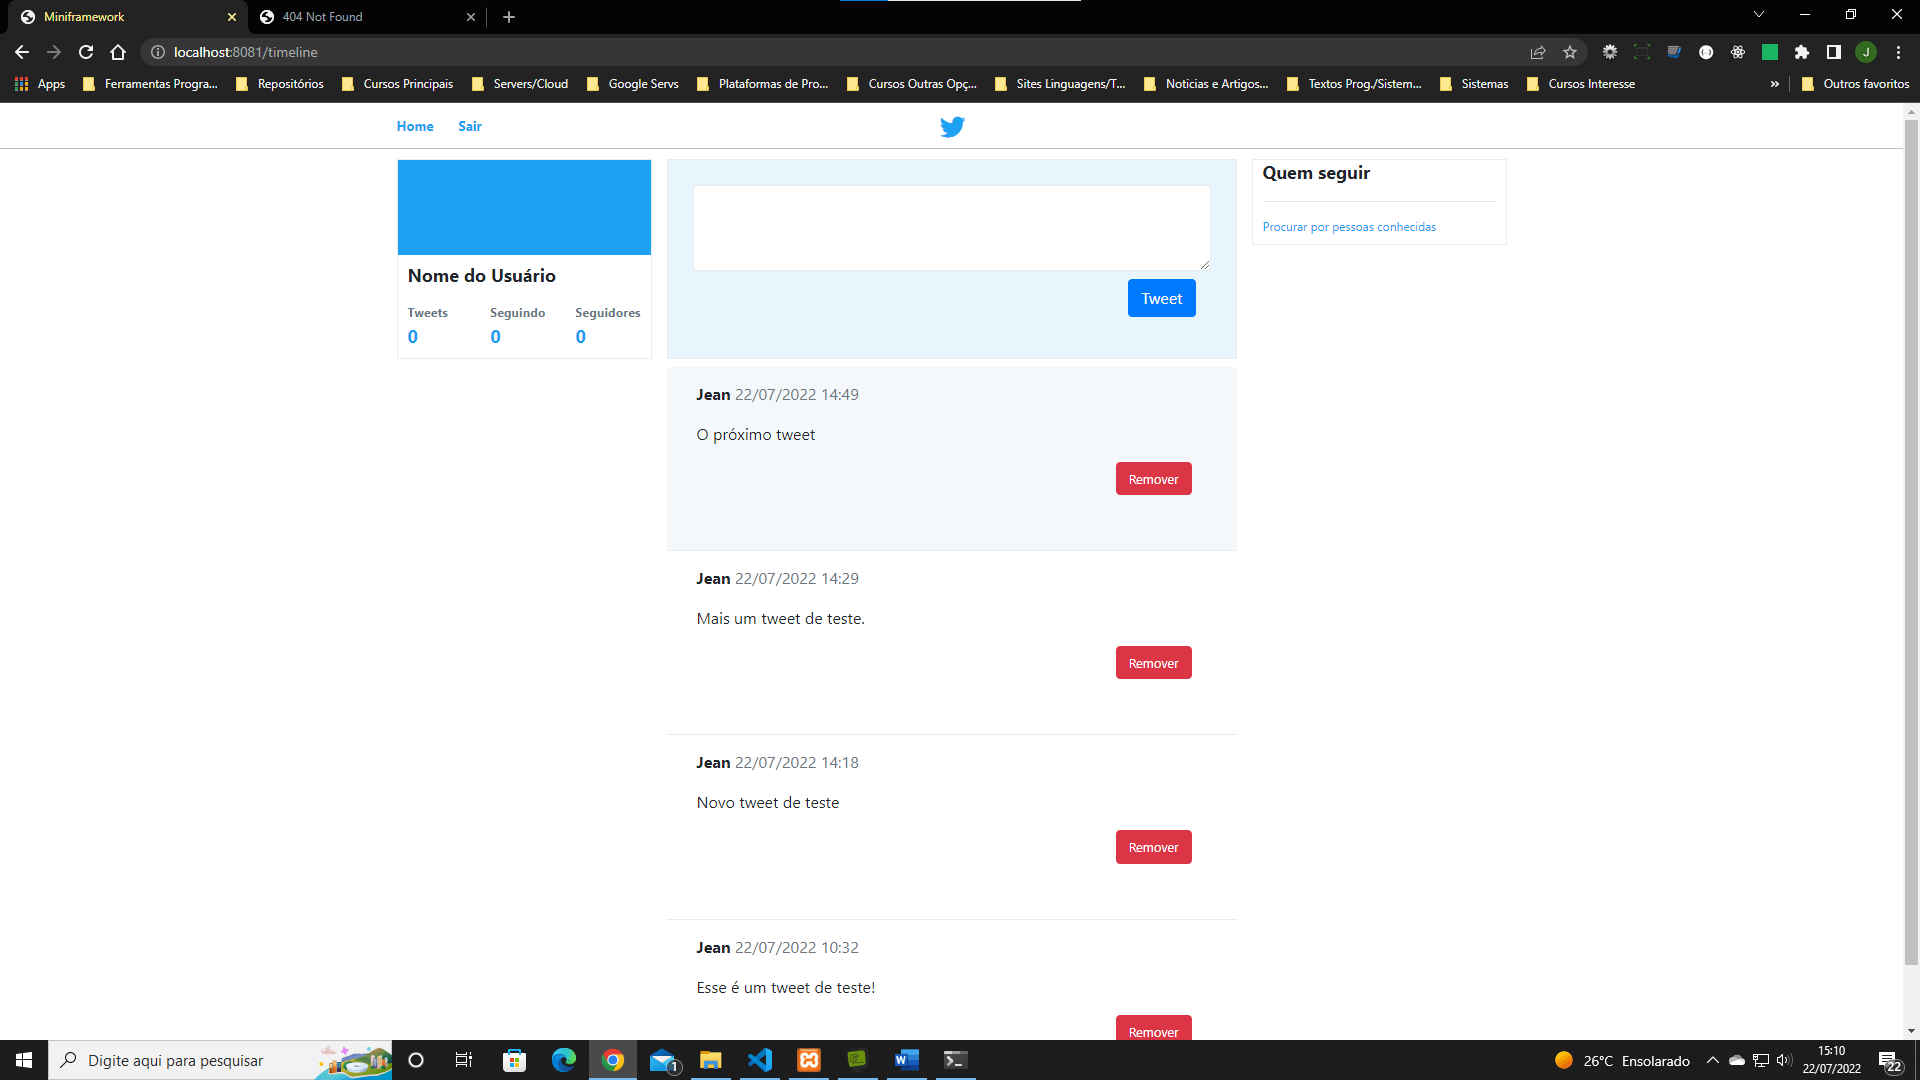 Miniframework
404 Not Found
localhost:8081/timeline
J
Apps
Ferramentas Progra...
Repositórios
Cursos Principais
Servers/Cloud
Google Servs
Plataformas de Pro...
Cursos Outras Opç...
Sites Linguagens/T...
Noticias e Artigos...
Textos Prog./Sistem...
Sistemas
Cursos Interesse
»
Outros favoritos
Home
Sair
Nome do Usuário
Tweets
Seguindo
Seguidores
0
0
0
Tweet
Quem seguir
Procurar por pessoas conhecidas
Jean 22/07/2022 14:49
O próximo tweet
Remover
Jean 22/07/2022 14:29
Mais um tweet de teste.
Remover
Jean 22/07/2022 14:18
Novo tweet de teste
Remover
Jean 22/07/2022 10:32
Esse é um tweet de teste!
Remover
Digite aqui para pesquisar
1
26°C Ensolarado
15:10
22/07/2022
22